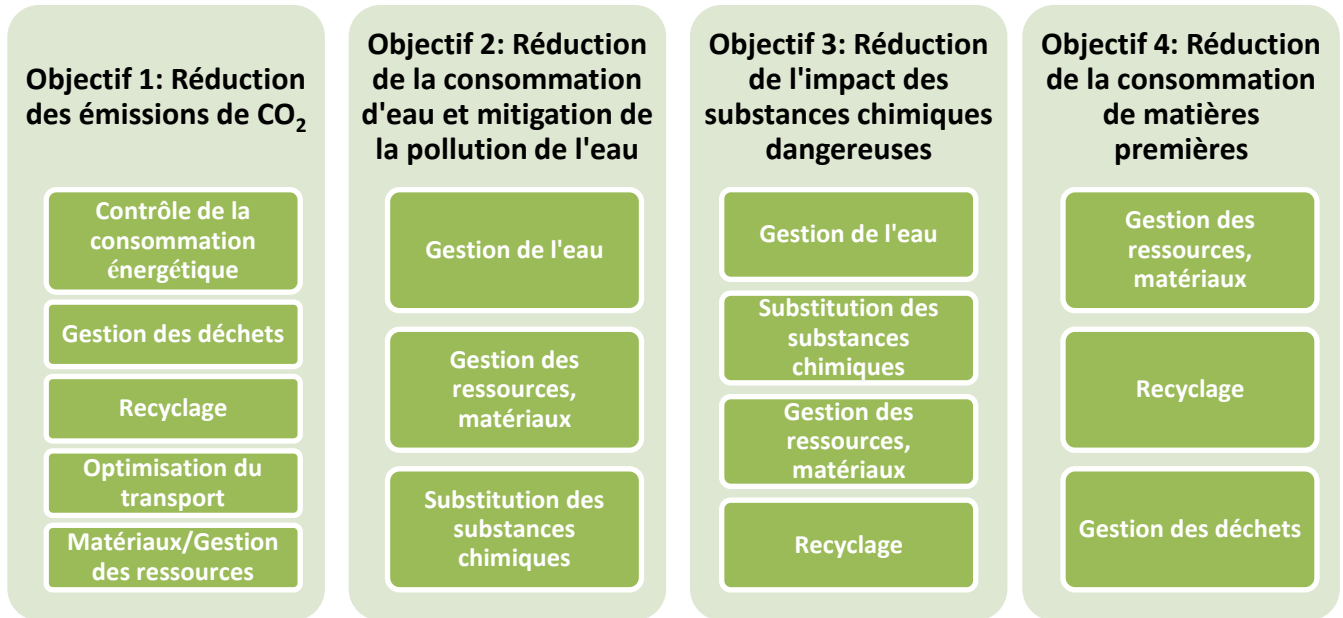 Objectif 1: Réduction
des émissions de CO₂
Contrôle de la
consommation
énergétique
Gestion des déchets
Recyclage
Optimisation du
transport
Matériaux/Gestion
des ressources
Objectif 2: Réduction
de la consommation
d'eau et mitigation de
la pollution de l'eau
Gestion de l'eau
Gestion des
ressources,
matériaux
Substitution des
substances
chimiques
Objectif 3: Réduction
de l'impact des
substances chimiques
dangereuses
Gestion de l'eau
Substitution des
substances
chimiques
Gestion des
ressources,
matériaux
Recyclage
Objectif 4: Réduction
de la consommation
de matières
premières
Gestion des
ressources,
matériaux
Recyclage
Gestion des déchets